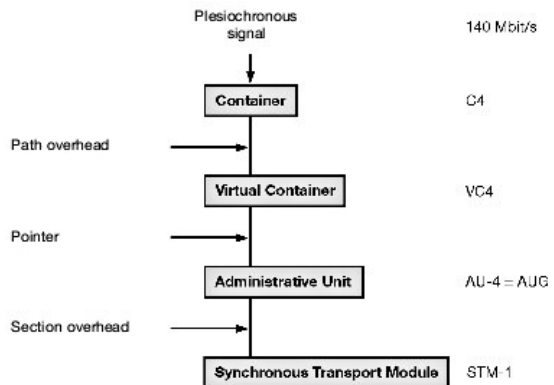 Plesiochronous
signal
140 Mbit/s
Container
C4
Path overhead
Virtual Container
VC4
Pointer
Administrative Unit
AU-4 = AUG
Section overhead
Synchronous Transport Module
STM-1